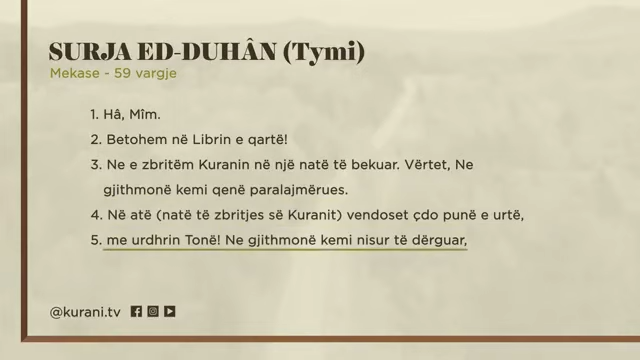 SURJA ED-DUHÂN (Tymi)
Mekase - 59 vargje
1. Hâ, Mîm.
2. Betohem në Librin e qartë!
3. Ne e zbritëm Kuranin në një natë të bekuar. Vërtet, Ne
gjithmonë kemi qenë paralajmërues.
4. Në atë (natë të zbritjes së Kuranit) vendoset çdo punë e urtë,
5. me urdhrin Tonë! Ne gjithmonë kemi nisur të dërguar,
@kurani.tv